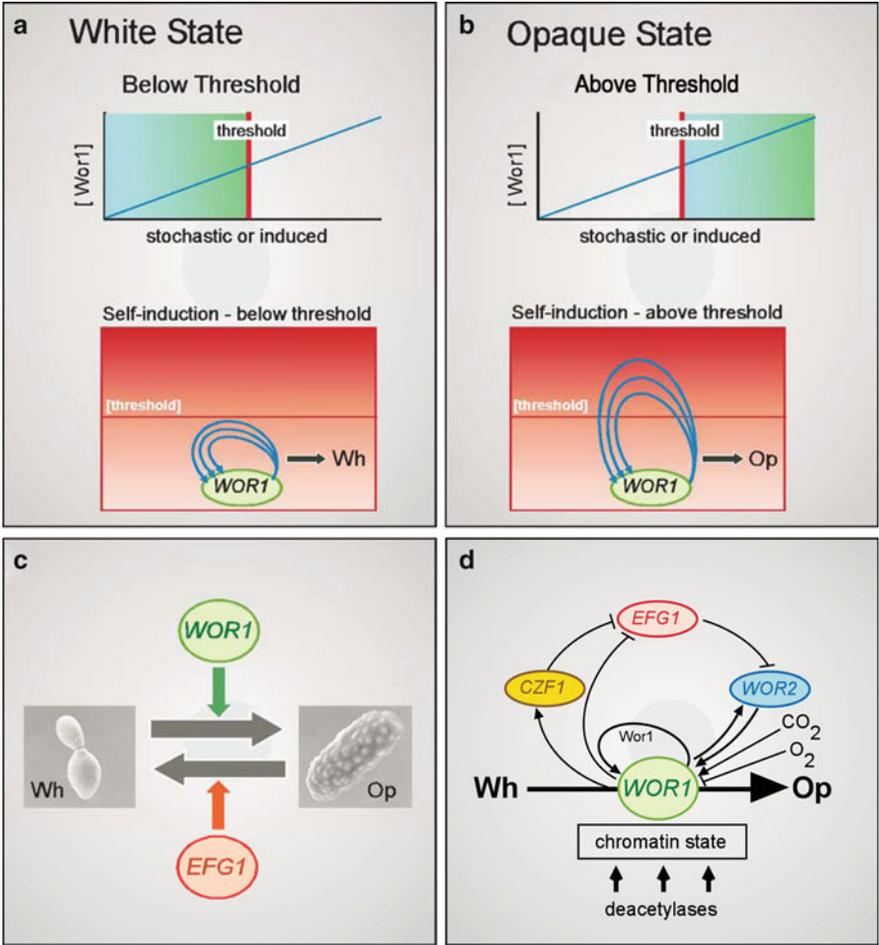 a
White State
Below Threshold
threshold
[ Wor1]
stochastic or induced
Self-induction - below threshold
[threshold]
WOR1
Wh
b
Opaque State
Above Threshold
threshold
[ Wor1]
stochastic or induced
Self-induction - above threshold
[threshold]
WOR1
Op
c
WOR1
Wh
Op
EFG1
d
EFG1
CZF1
WOR2
CO2
Wor1
O2
Wh
WOR1
Op
chromatin state
deacetylases